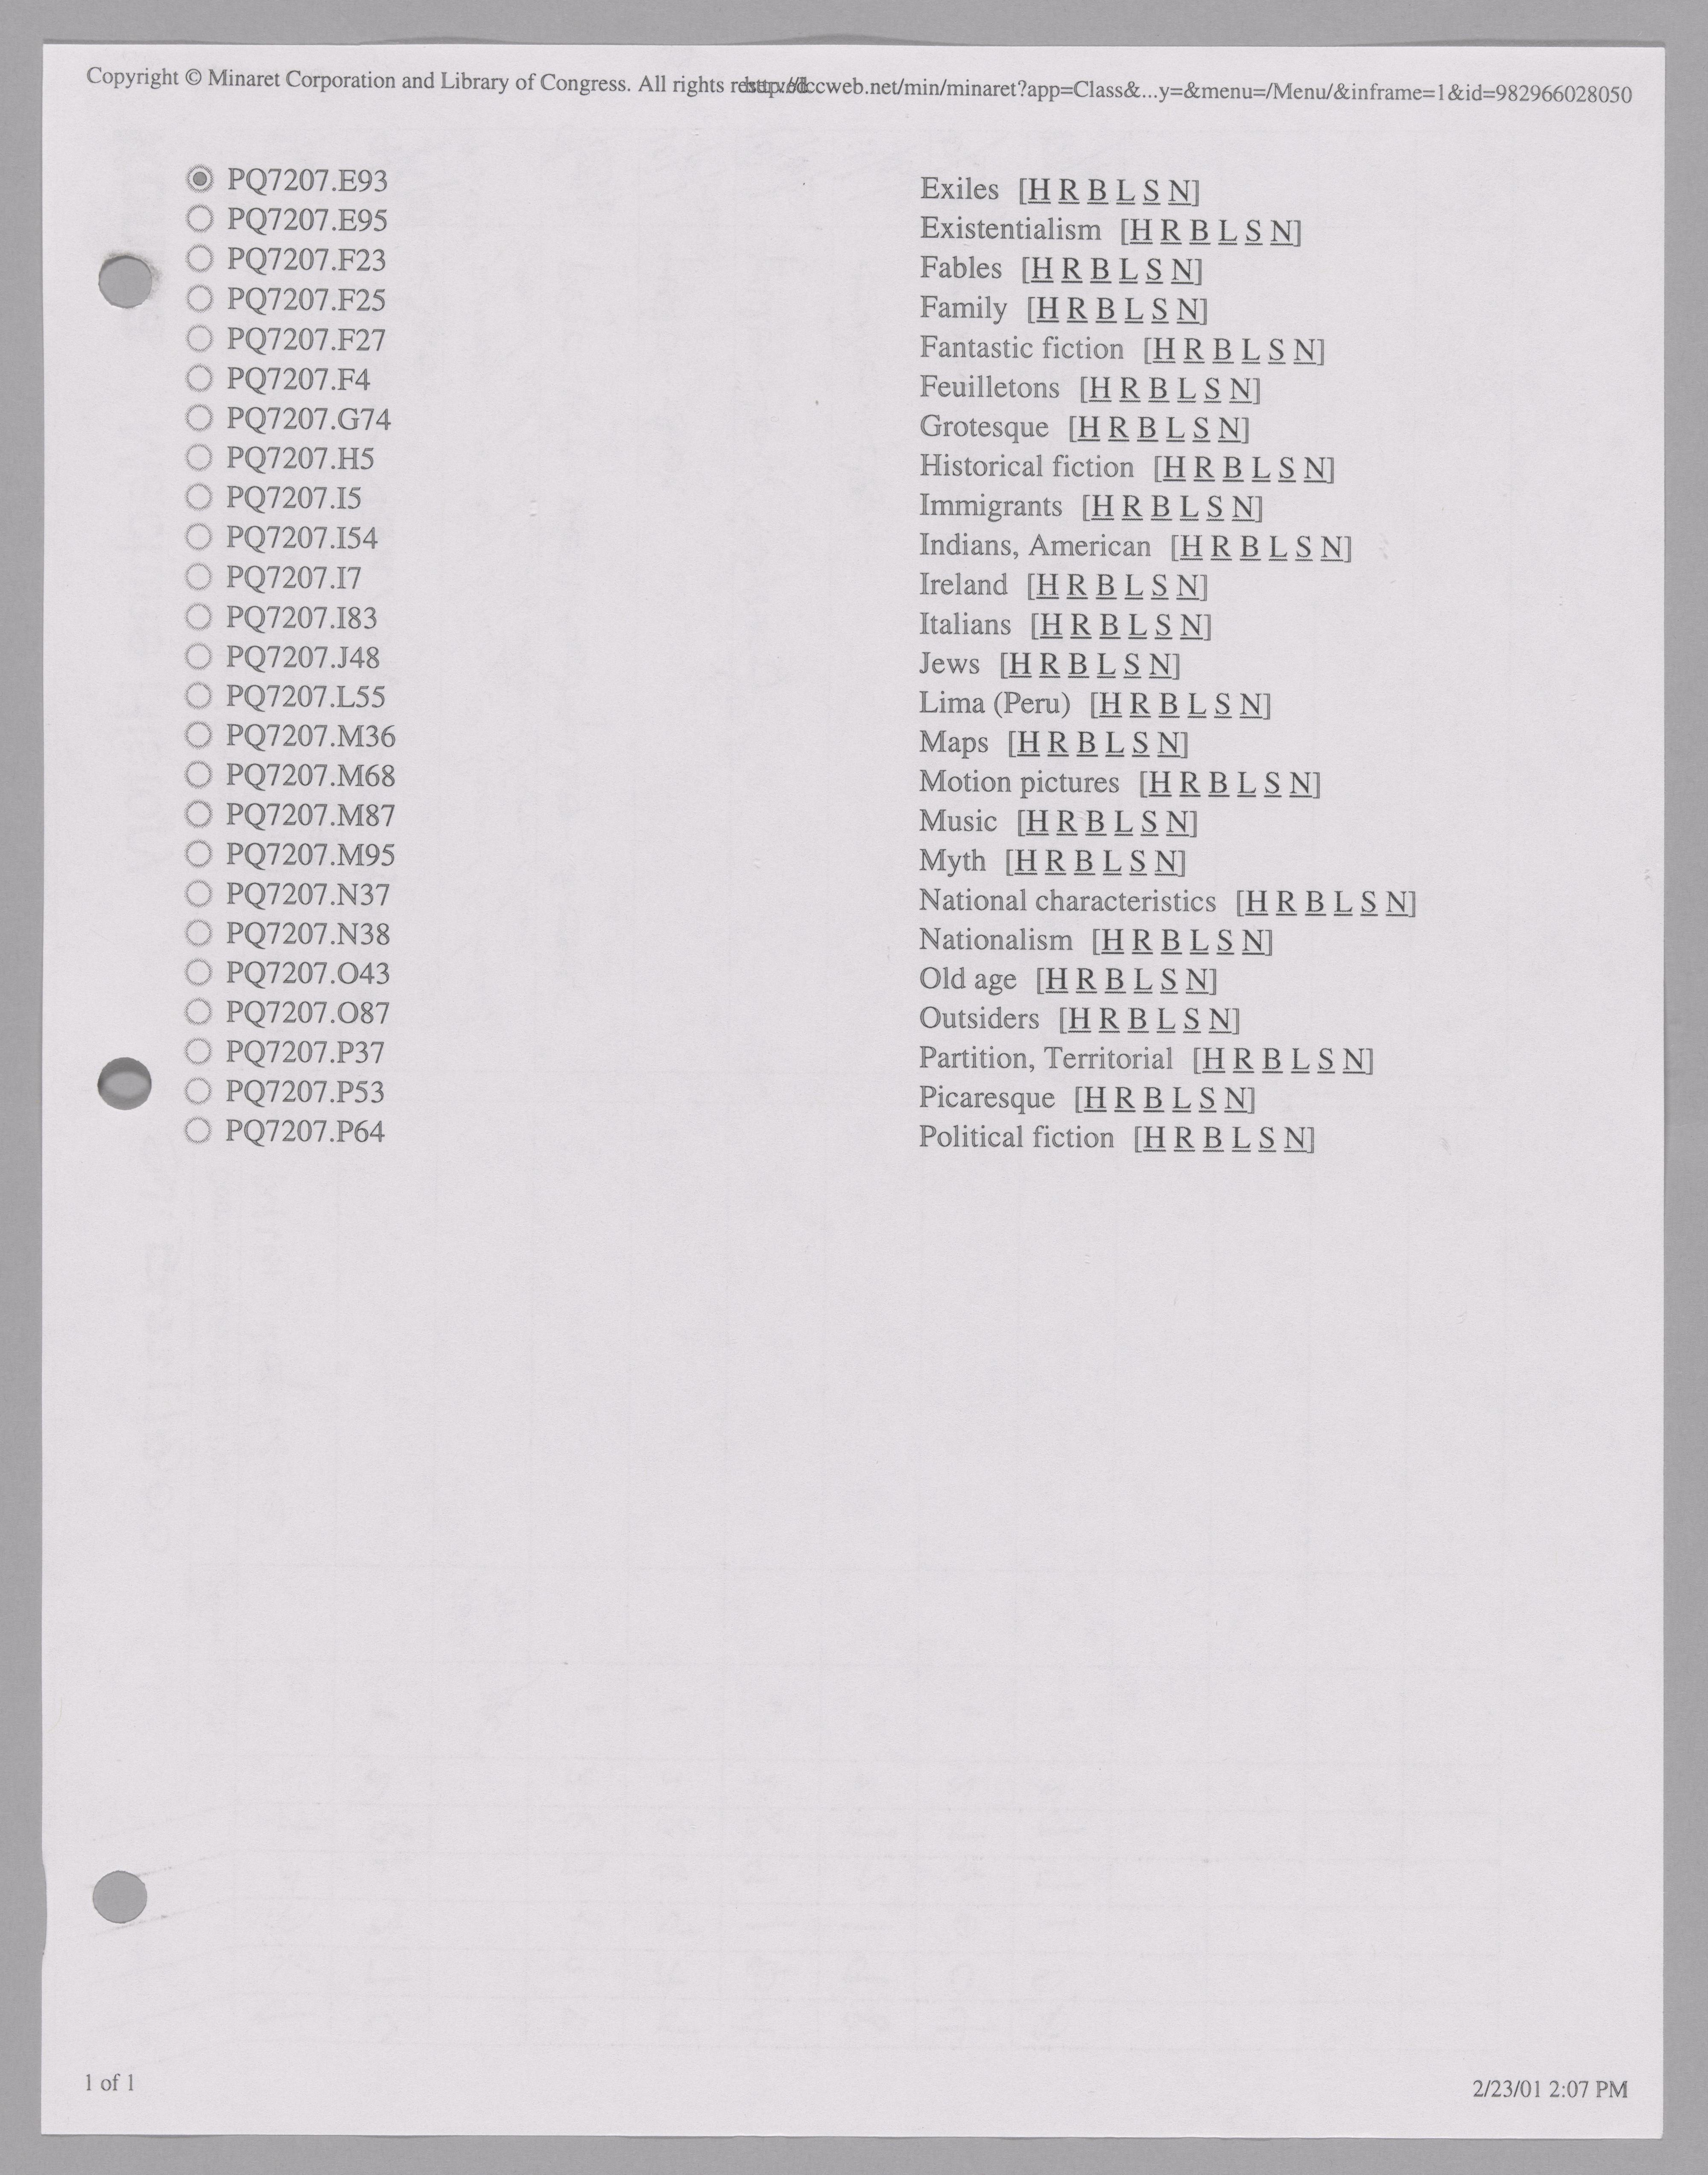 Copyright © Minaret Corporation and Library of Congress. All rights reserved. http://dccweb.net/min/minaret?app=Class&...y=&menu=/Menu/&inframe=1&id=982966028050
PQ7207.E93 Exiles [H R B L S N]
PQ7207.E95 Existentialism [H R B L S N]
PQ7207.F23 Fables [H R B L S N]
PQ7207.F25 Family [H R B L S N]
PQ7207.F27 Fantastic fiction [H R B L S N]
PQ7207.F4 Feuilletons [H R B L S N]
PQ7207.G74 Grotesque [H R B L S N]
PQ7207.H5 Historical fiction [H R B L S N]
PQ7207.I5 Immigrants [H R B L S N]
PQ7207.I54 Indians, American [H R B L S N]
PQ7207.I7 Ireland [H R B L S N]
PQ7207.I83 Italians [H R B L S N]
PQ7207.J48 Jews [H R B L S N]
PQ7207.L55 Lima (Peru) [H R B L S N]
PQ7207.M36 Maps [H R B L S N]
PQ7207.M68 Motion pictures [H R B L S N]
PQ7207.M87 Music [H R B L S N]
PQ7207.M95 Myth [H R B L S N]
PQ7207.N37 National characteristics [H R B L S N]
PQ7207.N38 Nationalism [H R B L S N]
PQ7207.O43 Old age [H R B L S N]
PQ7207.O87 Outsiders [H R B L S N]
PQ7207.P37 Partition, Territorial [H R B L S N]
PQ7207.P53 Picaresque [H R B L S N]
PQ7207.P64 Political fiction [H R B L S N]
1 of 1 2/23/01 2:07 PM